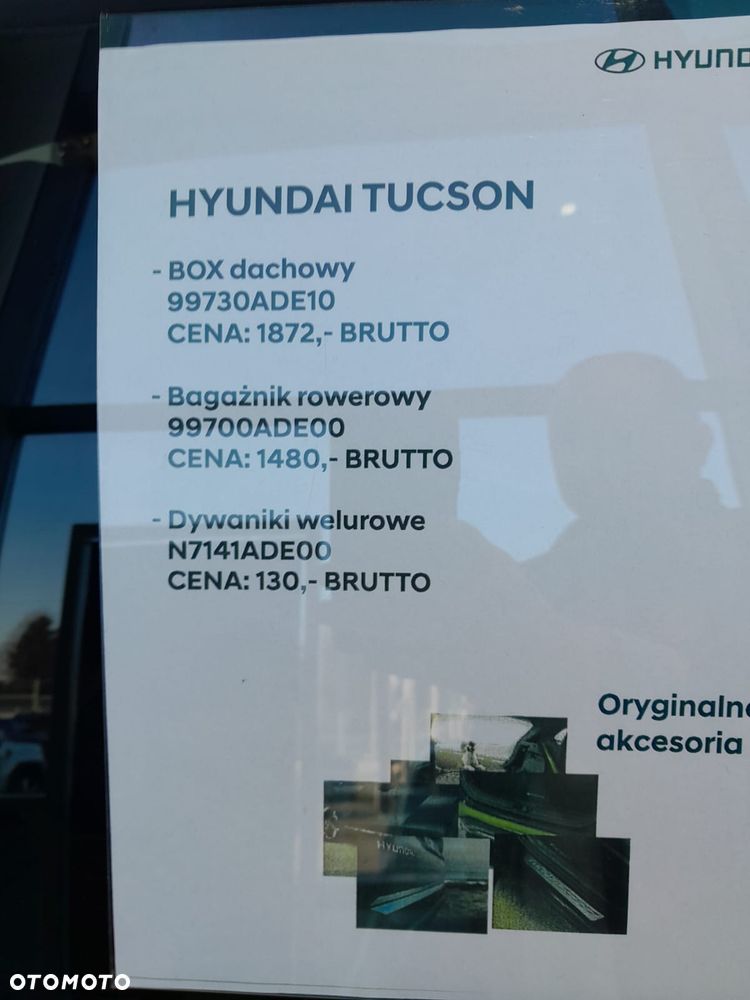 HYUND
HYUNDAI TUCSON
- BOX dachowy
99730ADE10
CENA: 1872,- BRUTTO
- Bagażnik rowerowy
99700ADE00
CENA: 1480,- BRUTTO
- Dywaniki welurowe
N7141ADE00
CENA: 130,- BRUTTO
Oryginalne
akcesoria
HYUNDAI
OTOMOTO